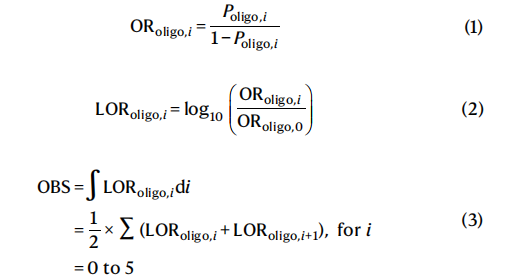 OR_oligo,i = P_oligo,i / (1 − P_oligo,i) (1)
LOR_oligo,i = log_10 (OR_oligo,i / OR_oligo,0) (2)
OBS = ∫ LOR_oligo,i di
= 1/2 × ∑ (LOR_oligo,i + LOR_oligo,i+1), for i (3)
= 0 to 5